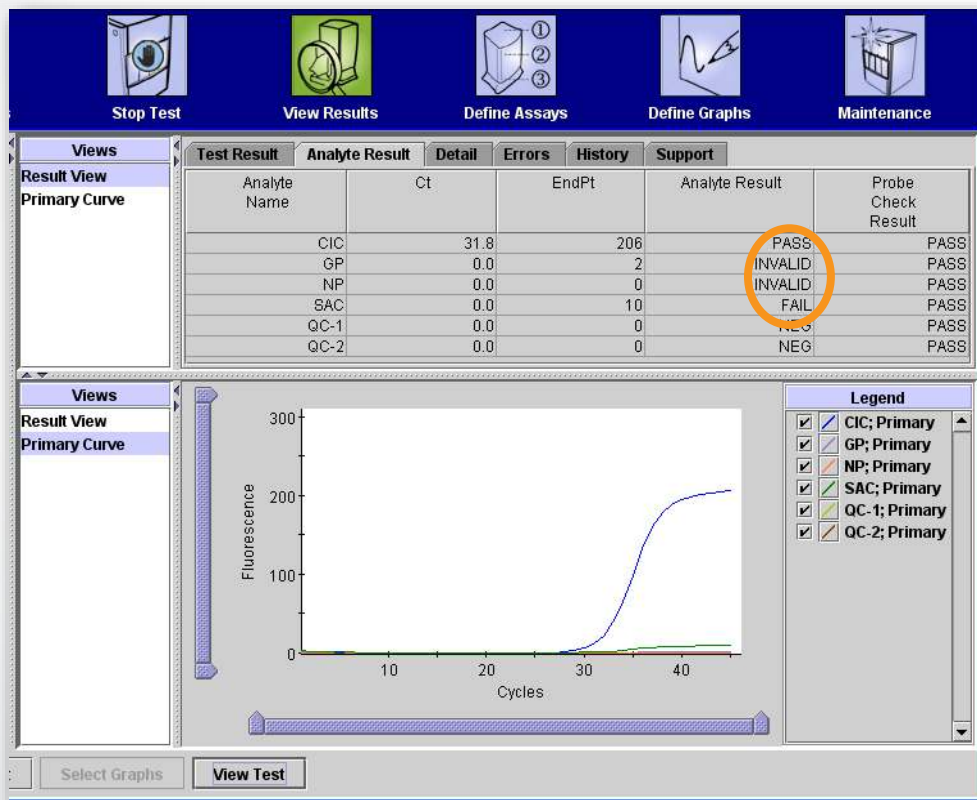 ① ② ③
Stop Test View Results Define Assays Define Graphs Maintenance
Views
Result View
Primary Curve
Test Result Analyte Result Detail Errors History Support
Analyte Name Ct EndPt Analyte Result Probe Check Result
CIC 31.8 206 PASS PASS
GP 0.0 2 INVALID PASS
NP 0.0 0 INVALID PASS
SAC 0.0 10 FAIL PASS
QC-1 0.0 0 NEG PASS
QC-2 0.0 0 NEG PASS
Views
Result View
Primary Curve
300
200
100
0
Fluorescence
10 20 30 40
Cycles
Legend
CIC; Primary
GP; Primary
NP; Primary
SAC; Primary
QC-1; Primary
QC-2; Primary
Select Graphs View Test